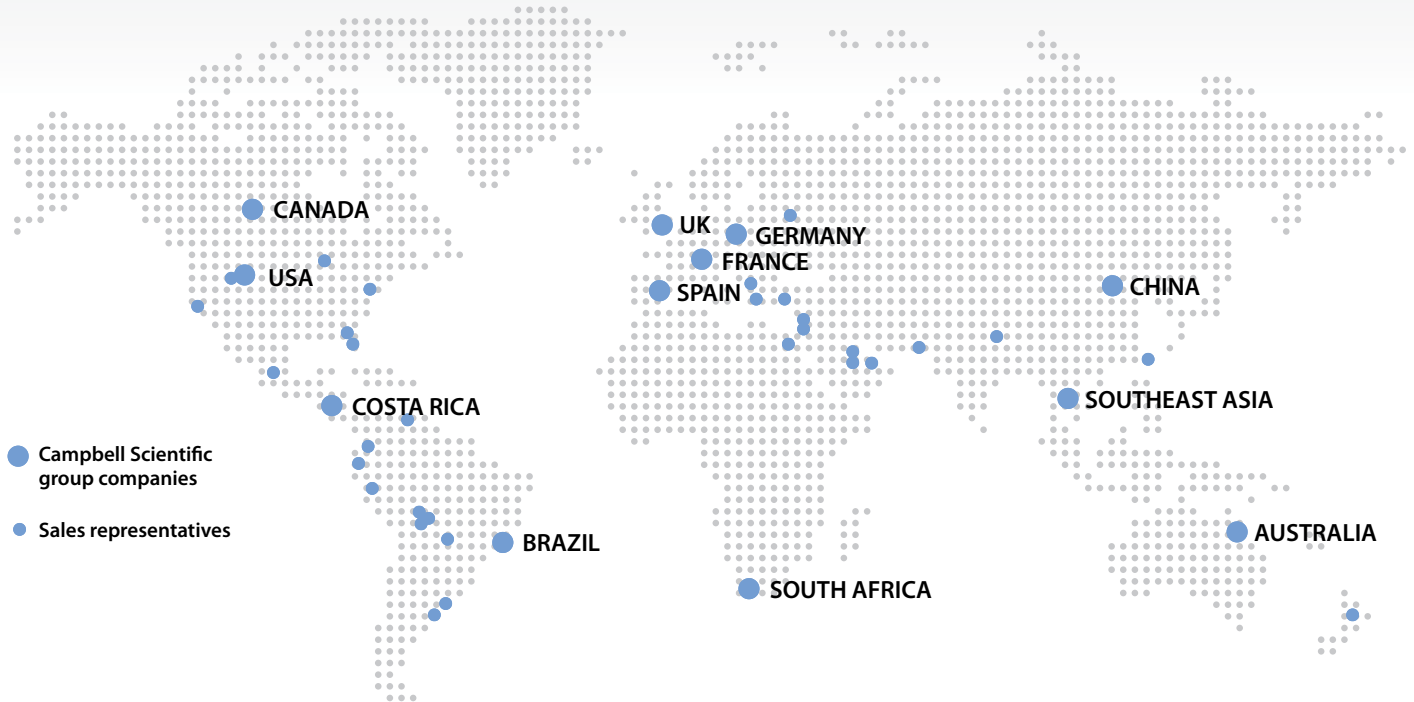 CANADA
UK
GERMANY
FRANCE
USA
SPAIN
CHINA
COSTA RICA
SOUTHEAST ASIA
Campbell Scientific
group companies
Sales representatives
BRAZIL
AUSTRALIA
SOUTH AFRICA